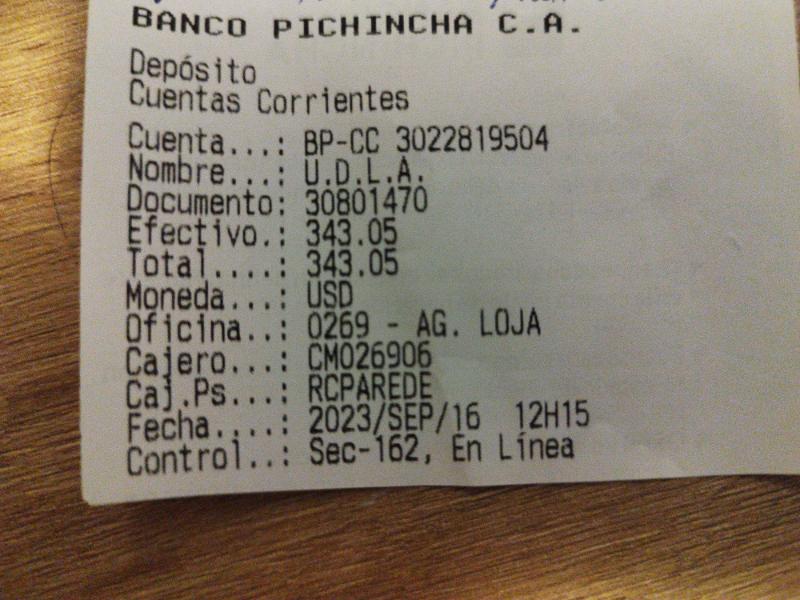 BANCO PICHINCHA C.A.
Depósito
Cuentas Corrientes
Cuenta...: BP-CC 3022819504
Nombre...: U.D.L.A.
Documento: 30801470
Efectivo.: 343.05
Total....: 343.05
Moneda...: USD
Oficina..: 0269 - AG. LOJA
Cajero...: CM026906
Caj.Ps...: RCPAREDE
Fecha....: 2023/SEP/16 12H15
Control..: Sec-162, En Línea